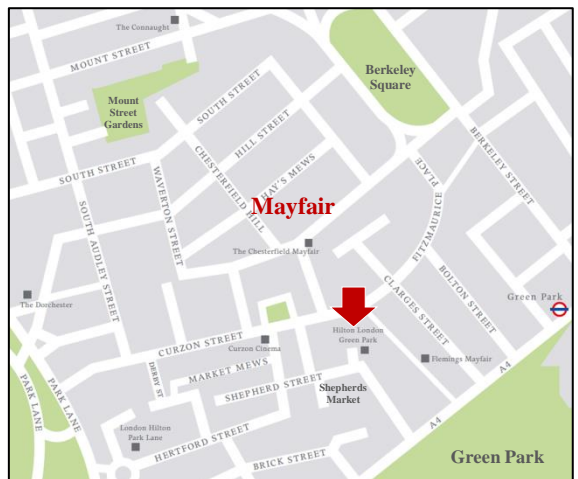 The Connaught
MOUNT STREET
Berkeley
Square
Mount
Street
Gardens
SOUTH STREET
HILL STREET
BERKELEY STREET
SOUTH STREET
CHESTERFIELD HILL
HAY'S MEWS
PLACE
WAVERTON STREET
Mayfair
SOUTH AUDLEY STREET
FITZMAURICE
The Chesterfield Mayfair
CLARGES STREET
BOLTON STREET
The Dorchester
Green Park
CURZON STREET
Curzon Cinema
Hilton London
Green Park
Flemings Mayfair
A4
MARKET MEWS
DERBY ST
SHEPHERD STREET
Shepherds
Market
PARK LANE
PARK LANE
London Hilton
Park Lane
HERTFORD STREET
A4
BRICK STREET
Green Park